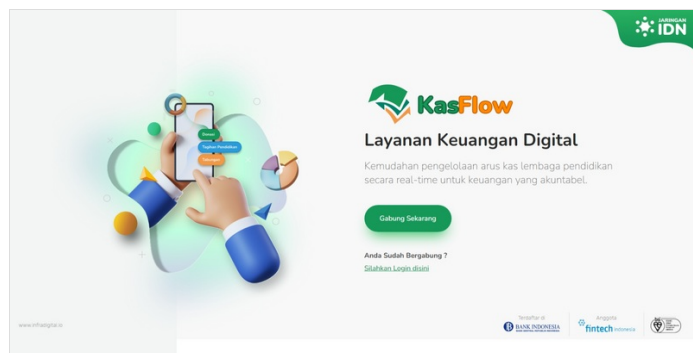 JARINGAN
IDN
KasFlow
Layanan Keuangan Digital
Kemudahan pengelolaan arus kas lembaga pendidikan
secara real-time untuk keuangan yang akuntabel.
Donasi
Tagihan Pendidikan
Tabungan
Gabung Sekarang
Anda Sudah Bergabung ?
Silahkan Login disini
www.infradigital.io
Terdaftar di
BANK INDONESIA
Anggota
fintech indonesia